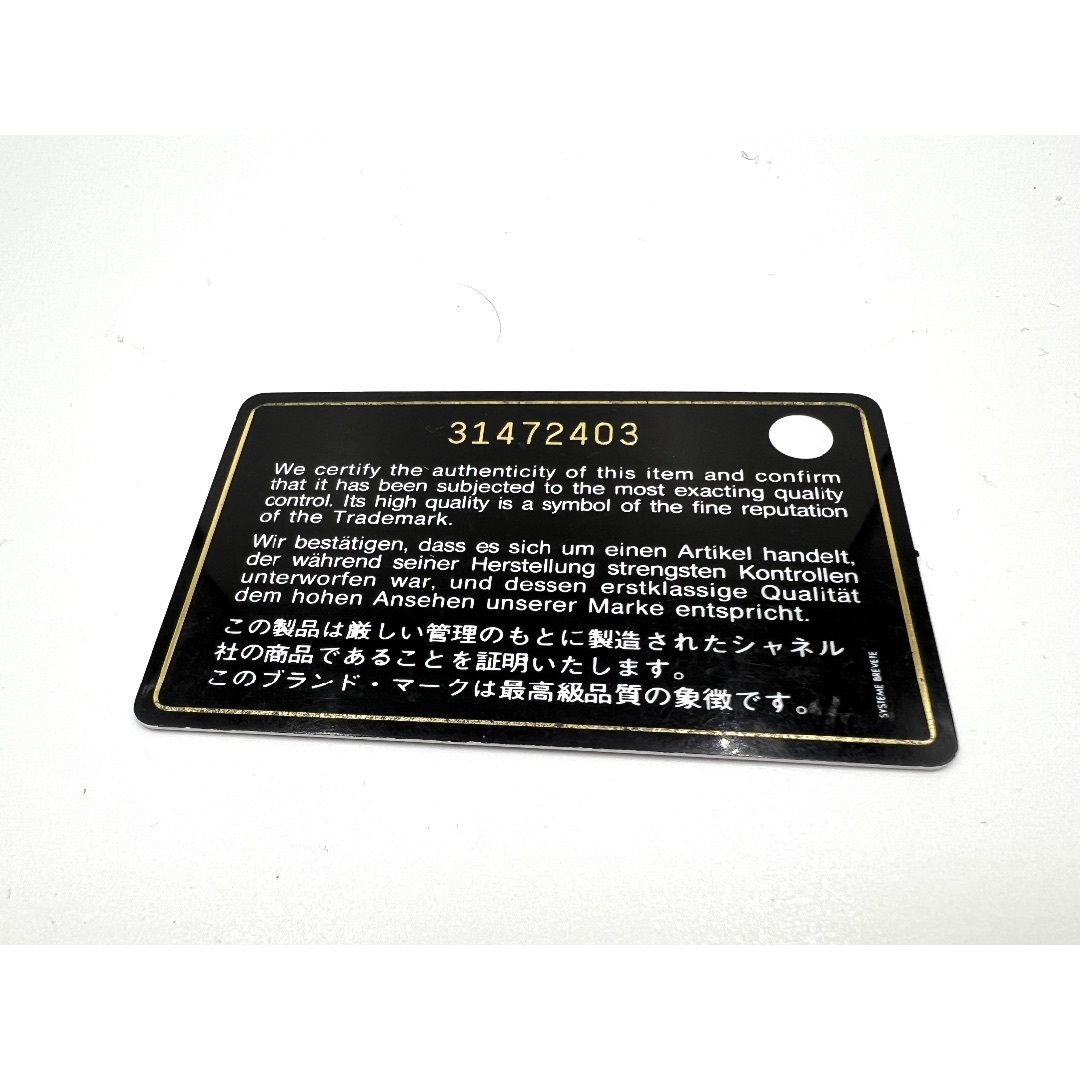 31472403
We certify the authenticity of this item and confirm
that it has been subjected to the most exacting quality
control. Its high quality is a symbol of the fine reputation
of the Trademark.
Wir bestätigen, dass es sich um einen Artikel handelt,
der während seiner Herstellung strengsten Kontrollen
unterworfen war, und dessen erstklassige Qualität
dem hohen Ansehen unserer Marke entspricht.
この製品は厳しい管理のもとに製造されたシャネル
社の商品であることを証明いたします。
このブランド・マークは最高級品質の象徴です。
SYSTEME BREVETE